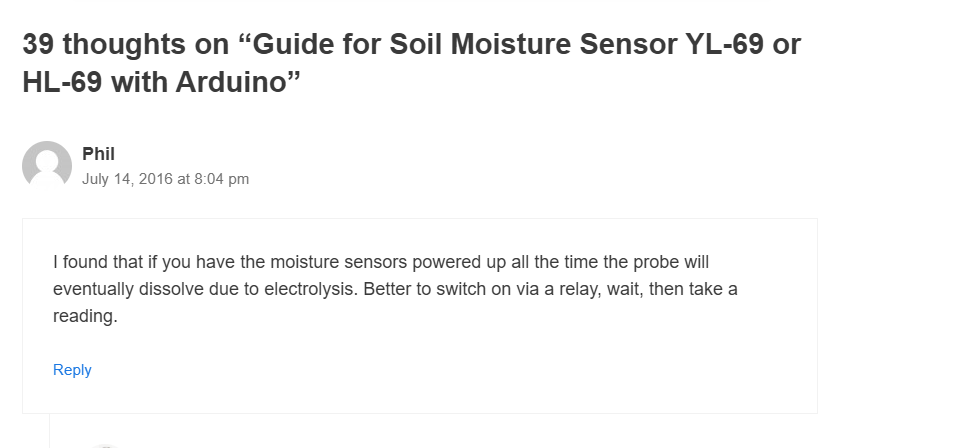 39 thoughts on “Guide for Soil Moisture Sensor YL-69 or
HL-69 with Arduino”
Phil
July 14, 2016 at 8:04 pm
I found that if you have the moisture sensors powered up all the time the probe will
eventually dissolve due to electrolysis. Better to switch on via a relay, wait, then take a
reading.
Reply